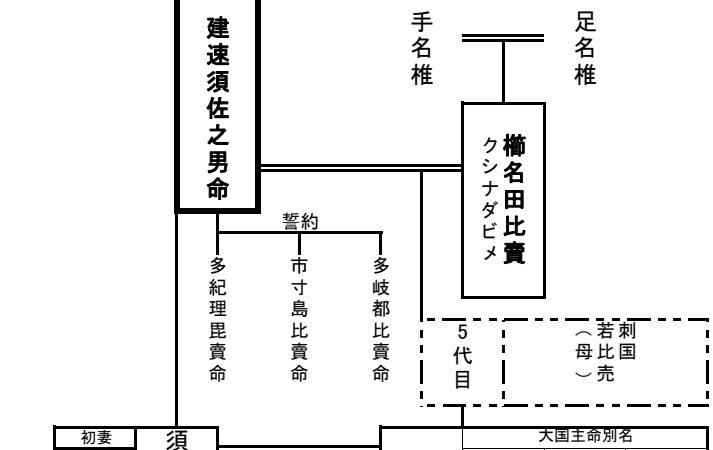 足名椎
手名椎
建速須佐之男命
櫛名田比賣
クシナダビメ
誓約
多岐都比賣命
市寸島比賣命
多紀理毘賣命
刺国
若比売
（母）
5代目
大国主命別名
須
初妻